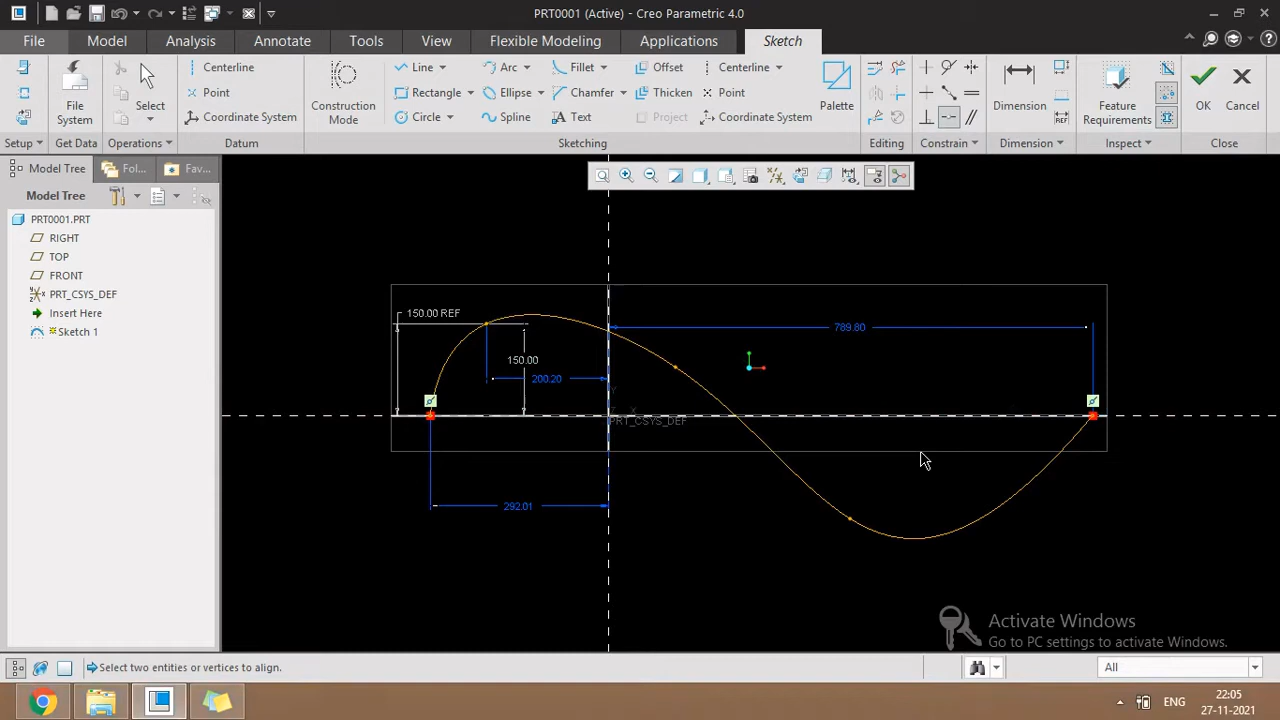 PRT0001 (Active) - Creo Parametric 4.0
File Model Analysis Annotate Tools View Flexible Modeling Applications Sketch
Centerline
Point
Coordinate System
File System
Select
Construction Mode
Line
Rectangle
Circle
Arc
Ellipse
Spline
Fillet
Chamfer
Text
Offset
Thicken
Project
Centerline
Point
Coordinate System
Palette
Dimension
REF
Feature Requirements
OK
Cancel
Setup Get Data Operations Datum Sketching Editing Constrain Dimension Inspect Close
Model Tree Fol... Fav...
Model Tree
PRT0001.PRT
RIGHT
TOP
FRONT
PRT_CSYS_DEF
Insert Here
Sketch 1
150.00 REF
789.80
150.00
200.20
Y
X
PRT_CSYS_DEF
292.01
Activate Windows
Go to PC settings to activate Windows.
Select two entities or vertices to align.
All
ENG
22:05
27-11-2021